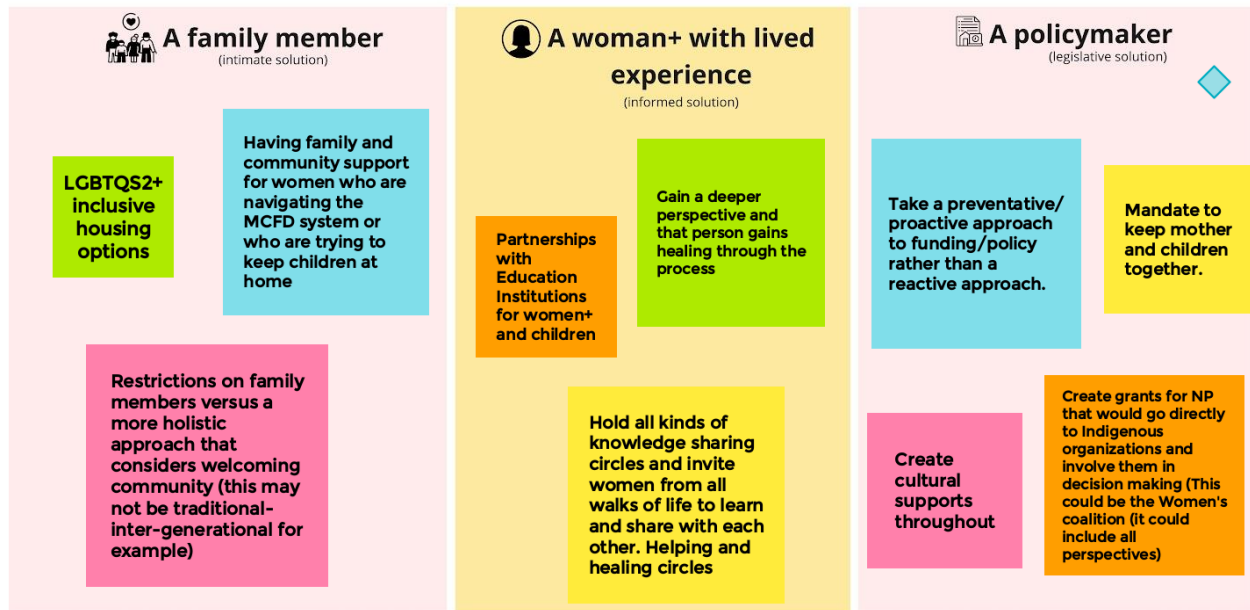 A family member
(intimate solution)
LGBTQS2+
inclusive
housing
options
Having family and
community support
for women who are
navigating the
MCFD system or
who are trying to
keep children at
home
Restrictions on family
members versus a
more holistic
approach that
considers welcoming
community (this may
not be traditional-
inter-generational for
example)
A woman+ with lived
experience
(informed solution)
Partnerships
with
Education
Institutions
for women+
and children
Gain a deeper
perspective and
that person gains
healing through the
process
Hold all kinds of
knowledge sharing
circles and invite
women from all
walks of life to learn
and share with each
other. Helping and
healing circles
A policymaker
(legislative solution)
Take a preventative/
proactive approach
to funding/policy
rather than a
reactive approach.
Mandate to
keep mother
and children
together.
Create
cultural
supports
throughout
Create grants for NP
that would go directly
to Indigenous
organizations and
involve them in
decision making (This
could be the Women's
coalition (it could
include all
perspectives)